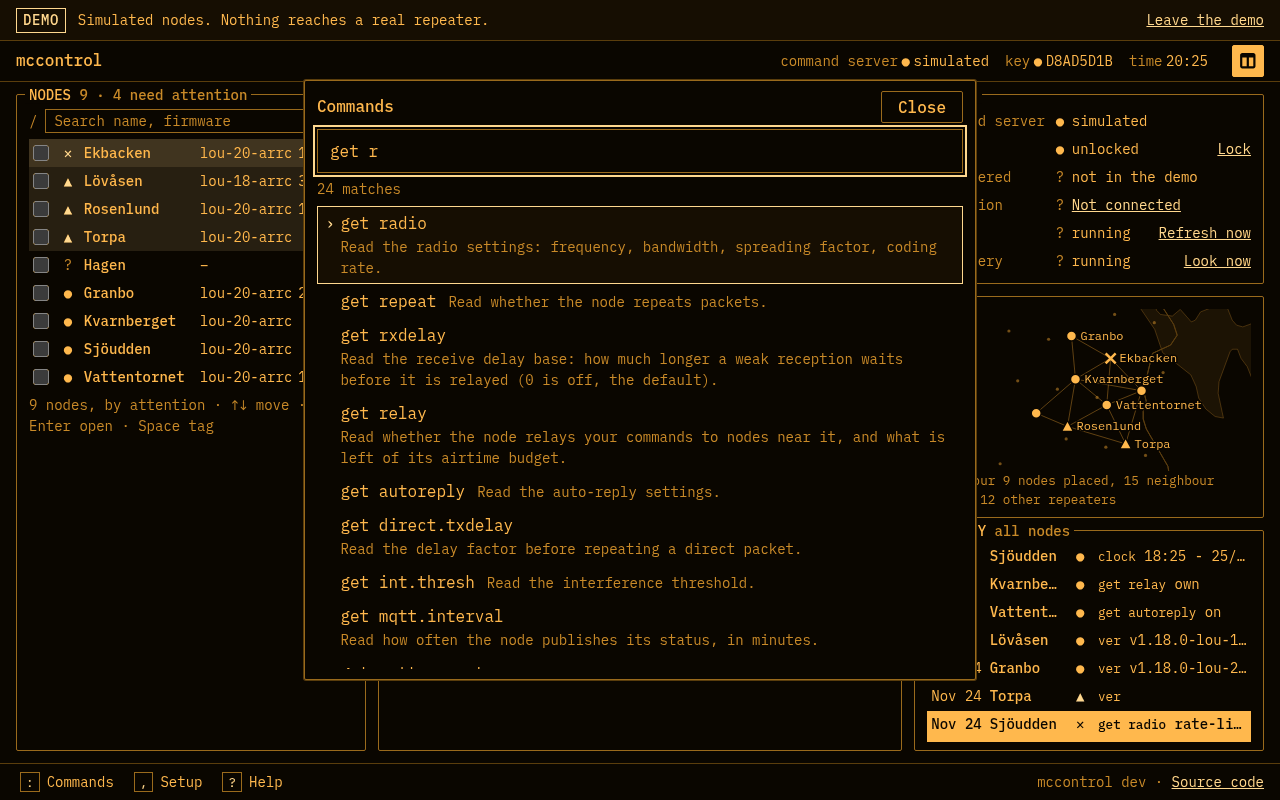 DEMO Simulated nodes. Nothing reaches a real repeater. Leave the demo
mccontrol command server ● simulated key ● D8AD5D1B time 20:25
NODES 9 · 4 need attention
/ Search name, firmware
× Ekbacken lou-20-arrc 1
▲ Lövåsen lou-18-arrc 3
▲ Rosenlund lou-20-arrc 1
▲ Torpa lou-20-arrc
? Hagen –
● Granbo lou-20-arrc 2
● Kvarnberget lou-20-arrc
● Sjöudden lou-20-arrc
● Vattentornet lou-20-arrc 1
9 nodes, by attention · ↑↓ move ·
Enter open · Space tag
Commands Close
get r
24 matches
› get radio
Read the radio settings: frequency, bandwidth, spreading factor, coding
rate.
get repeat Read whether the node repeats packets.
get rxdelay
Read the receive delay base: how much longer a weak reception waits
before it is relayed (0 is off, the default).
get relay
Read whether the node relays your commands to nodes near it, and what is
left of its airtime budget.
get autoreply Read the auto-reply settings.
get direct.txdelay
Read the delay factor before repeating a direct packet.
get int.thresh Read the interference threshold.
get mqtt.interval
Read how often the node publishes its status, in minutes.
d server ● simulated
● unlocked Lock
ered ? not in the demo
ion ? Not connected
? running Refresh now
ery ? running Look now
Granbo
Ekbacken
Kvarnberget
Vattentornet
Rosenlund
Torpa
our 9 nodes placed, 15 neighbour
12 other repeaters
Y all nodes
Sjöudden ● clock 18:25 - 25/…
Kvarnbe… ● get relay own
Vattent… ● get autoreply on
Lövåsen ● ver v1.18.0-lou-1…
4 Granbo ● ver v1.18.0-lou-2…
Nov 24 Torpa ▲ ver
Nov 24 Sjöudden × get radio rate-li…
: Commands , Setup ? Help mccontrol dev · Source code